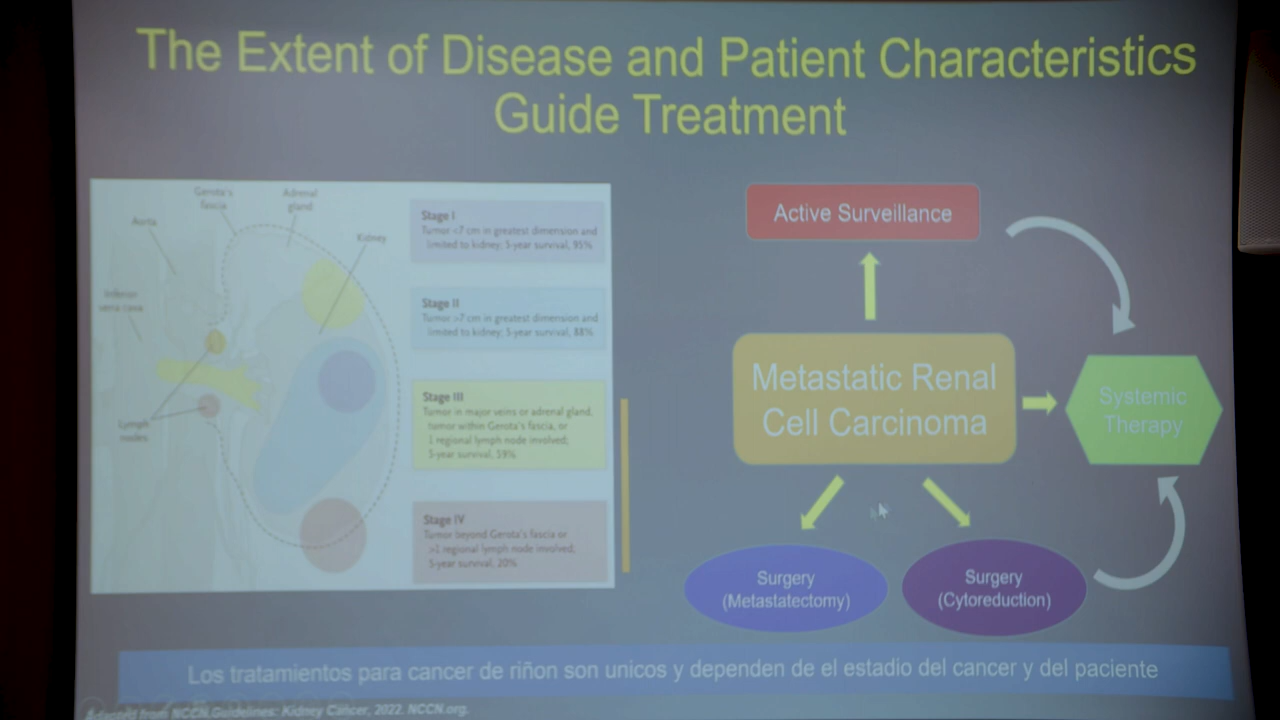 The Extent of Disease and Patient Characteristics
Guide Treatment
Gerota's
fascia
Adrenal
gland
Aorta
Kidney
Inferior
vena cava
Lymph
nodes
Stage I
Tumor <7 cm in greatest dimension and
limited to kidney; 5-year survival, 95%
Stage II
Tumor >7 cm in greatest dimension and
limited to kidney; 5-year survival, 88%
Stage III
Tumor in major veins or adrenal gland,
tumor within Gerota's fascia, or
1 regional lymph node involved;
5-year survival, 59%
Stage IV
Tumor beyond Gerota's fascia or
>1 regional lymph node involved;
5-year survival, 20%
Active Surveillance
Metastatic Renal
Cell Carcinoma
Systemic
Therapy
Surgery
(Metastatectomy)
Surgery
(Cytoreduction)
Los tratamientos para cancer de riñon son unicos y dependen de el estadio del cancer y del paciente
Adapted from NCCN Guidelines: Kidney Cancer, 2022. NCCN.org.